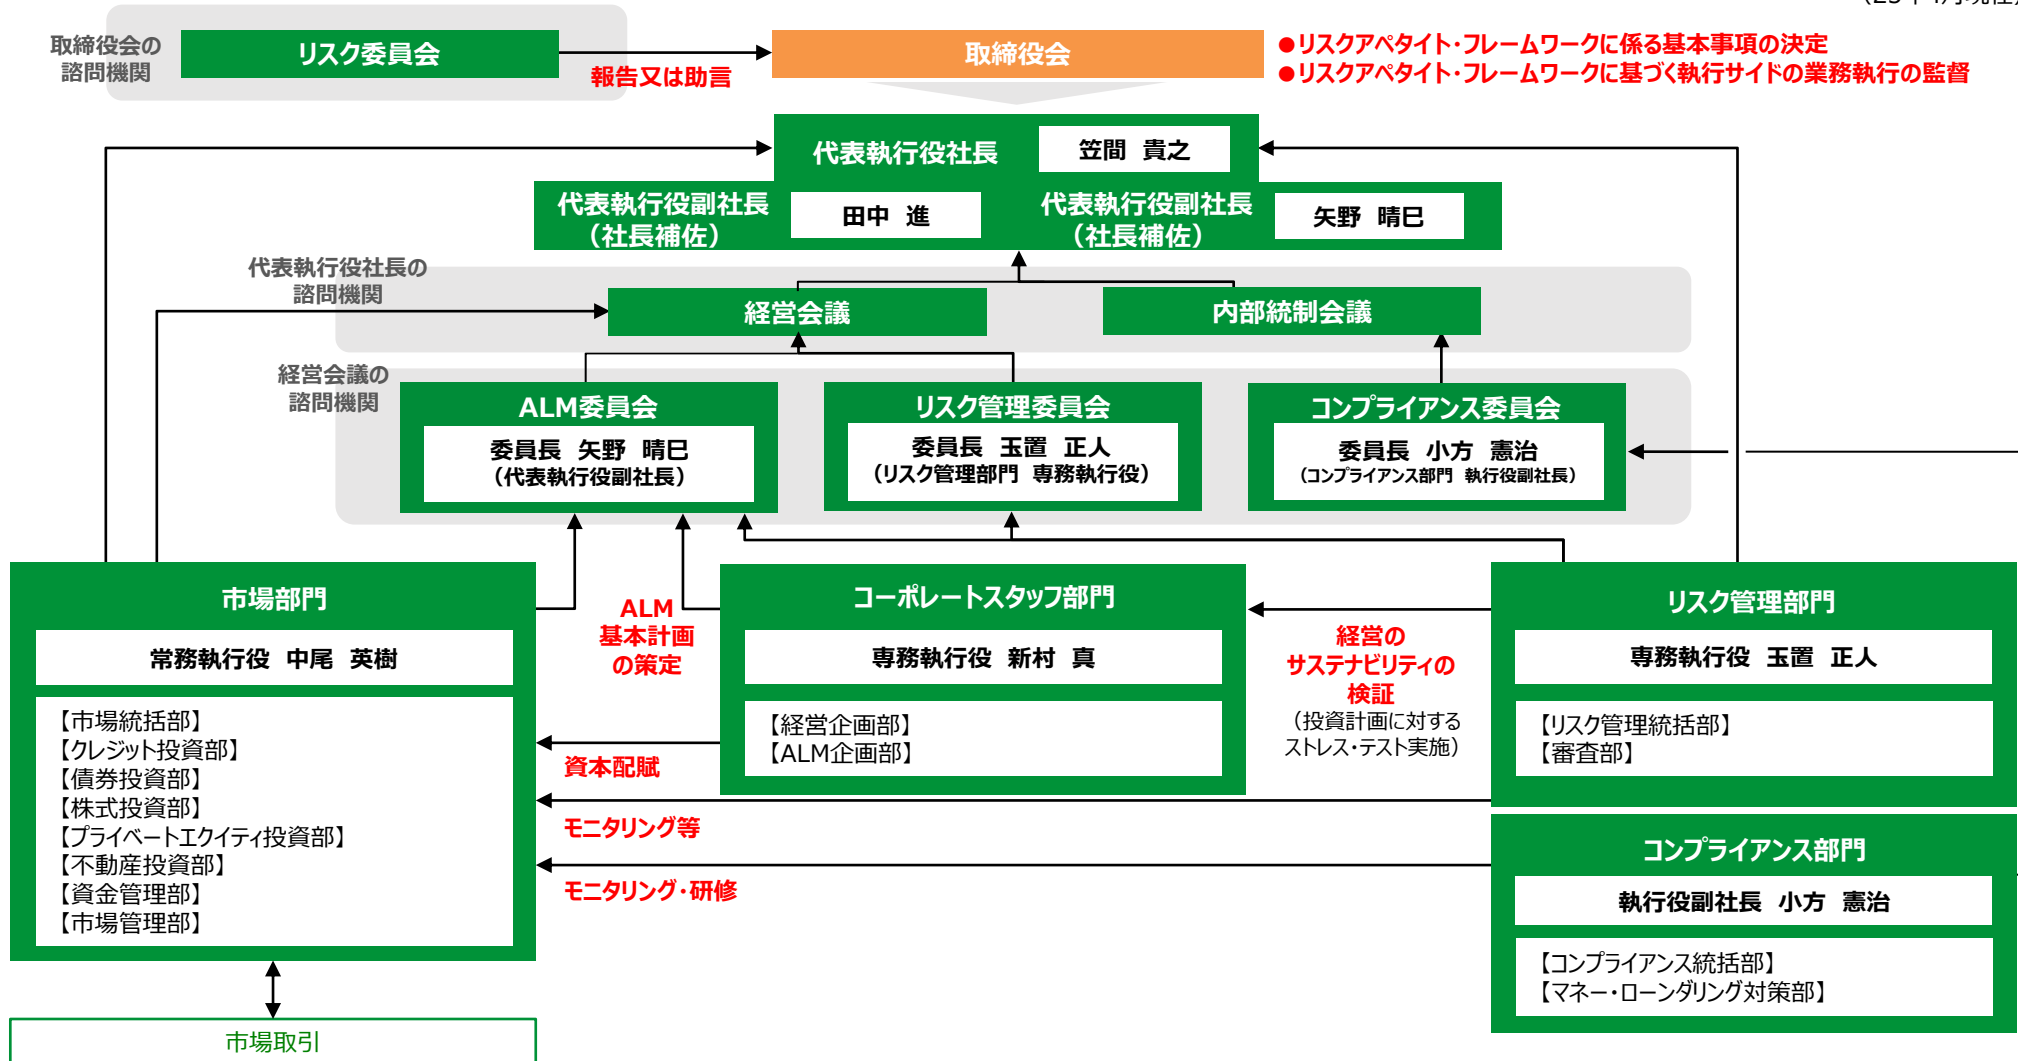 (25年4月現在)
取締役会の
諮問機関
リスク委員会
報告又は助言
取締役会
●リスクアペタイト・フレームワークに係る基本事項の決定
●リスクアペタイト・フレームワークに基づく執行サイドの業務執行の監督
代表執行役社長
笠間 貴之
代表執行役副社長
(社長補佐)
田中 進
代表執行役副社長
(社長補佐)
矢野 晴巳
代表執行役社長の
諮問機関
経営会議
内部統制会議
経営会議の
諮問機関
ALM委員会
委員長 矢野 晴巳
(代表執行役副社長)
リスク管理委員会
委員長 玉置 正人
(リスク管理部門 専務執行役)
コンプライアンス委員会
委員長 小方 憲治
(コンプライアンス部門 執行役副社長)
市場部門
常務執行役 中尾 英樹
【市場統括部】
【クレジット投資部】
【債券投資部】
【株式投資部】
【プライベートエクイティ投資部】
【不動産投資部】
【資金管理部】
【市場管理部】
ALM
基本計画
の策定
コーポレートスタッフ部門
専務執行役 新村 真
【経営企画部】
【ALM企画部】
経営の
サステナビリティの
検証
(投資計画に対する
ストレス・テスト実施)
リスク管理部門
専務執行役 玉置 正人
【リスク管理統括部】
【審査部】
資本配賦
モニタリング等
モニタリング・研修
コンプライアンス部門
執行役副社長 小方 憲治
【コンプライアンス統括部】
【マネー・ローンダリング対策部】
市場取引